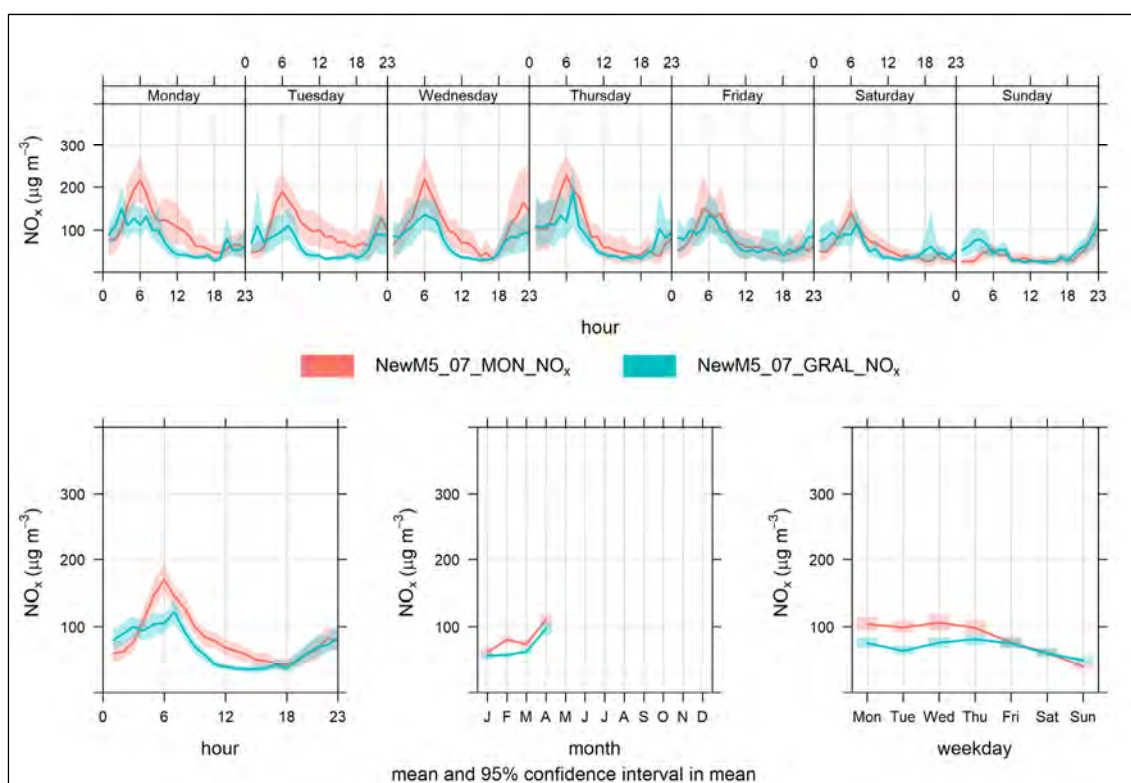 0 6 12 18 23 0 6 12 18 23 0 6 12 18 23
Monday Tuesday Wednesday Thursday Friday Saturday Sunday
NOx (μg m−3)
300
200
100
0 6 12 18 23 0 6 12 18 23 0 6 12 18 23 0 6 12 18 23
hour
NewM5_07_MON_NOx NewM5_07_GRAL_NOx
NOx (μg m−3)
300
200
100
0 6 12 18 23
hour
NOx (μg m−3)
300
200
100
J F M A M J J A S O N D
month
NOx (μg m−3)
300
200
100
Mon Tue Wed Thu Fri Sat Sun
weekday
mean and 95% confidence interval in mean